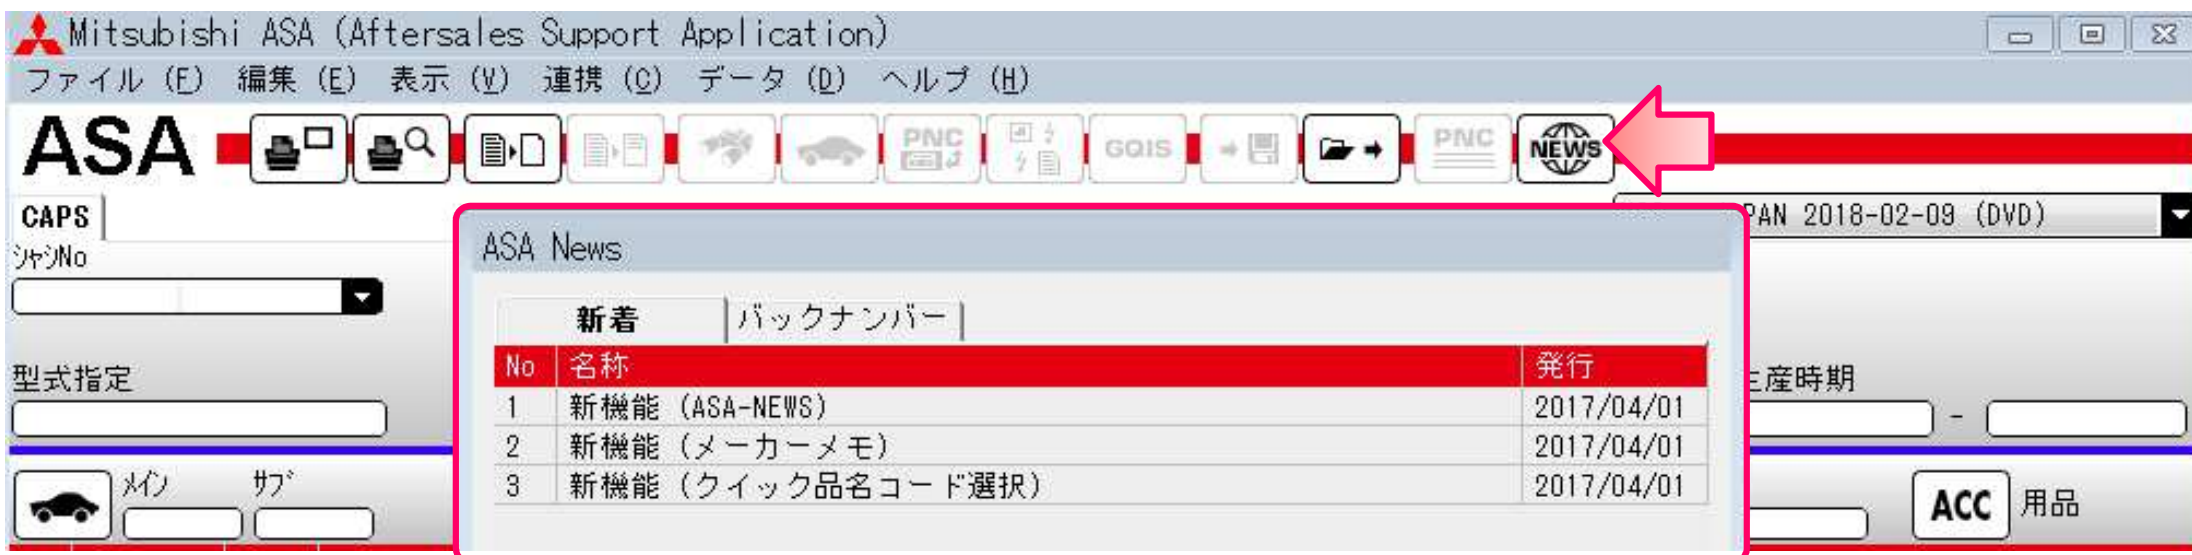 Mitsubishi ASA (Aftersales Support Application)
ファイル (F) 編集 (E) 表示 (V) 連携 (C) データ (D) ヘルプ (H)
ASA PNC GQIS PNC NEWS
CAPS
PAN 2018-02-09 (DVD)
ｼｬｼNo
ASA News
新着 バックナンバー
No 名称 発行
型式指定
産時期
1 新機能 (ASA-NEWS) 2017/04/01
-
2 新機能 (メーカーメモ) 2017/04/01
3 新機能 (クイック品名コード選択) 2017/04/01
ﾒｲﾝ ｻﾌﾞ
ACC 用品